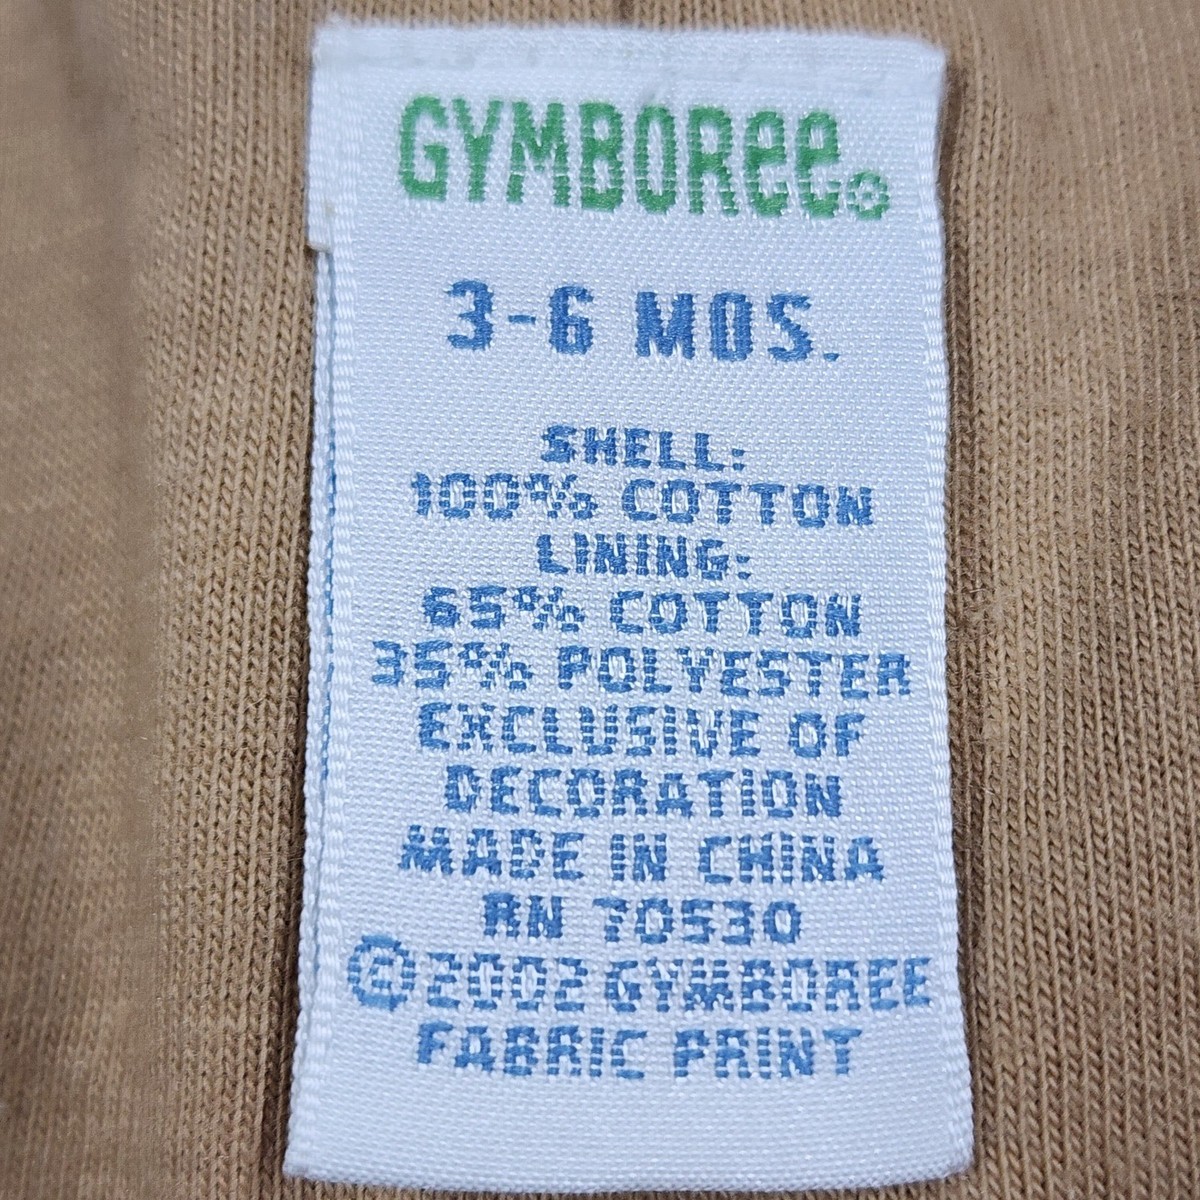 GYMBORee®
3-6 MOS.
SHELL:
100% COTTON
LINING:
65% COTTON
35% POLYESTER
EXCLUSIVE OF
DECORATION
MADE IN CHINA
RN 70530
©2002 GYMBOREE
FABRIC PRINT